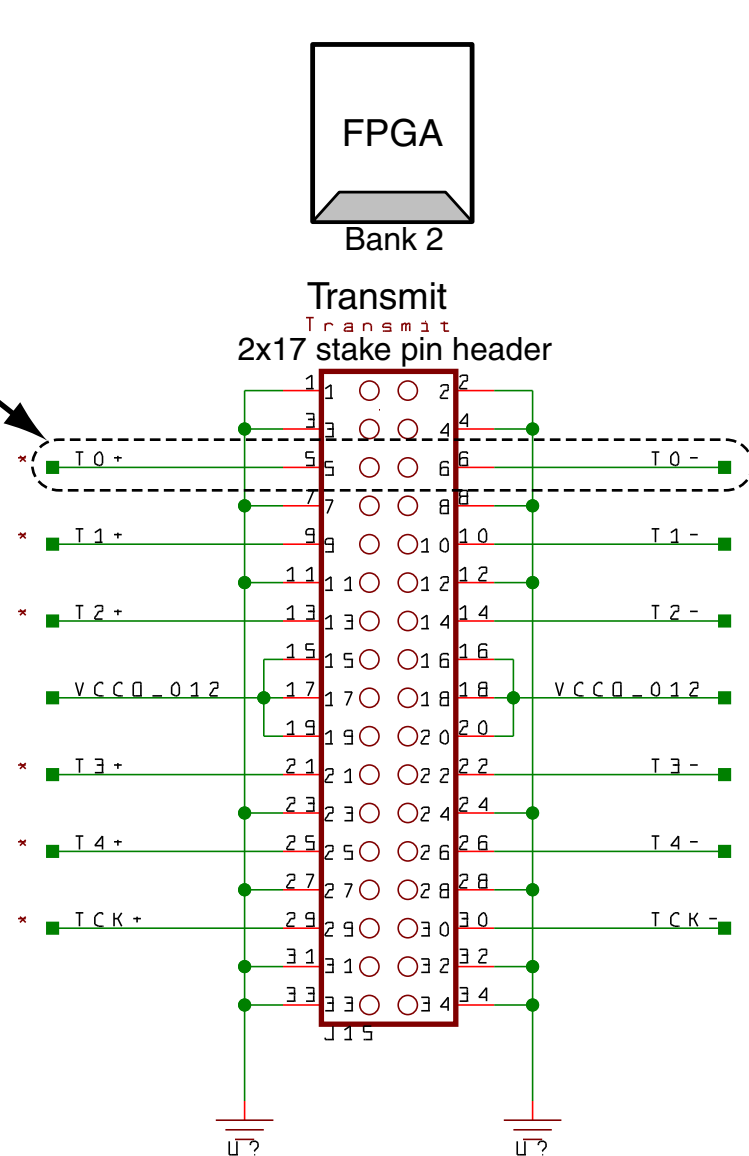 FPGA
Bank 2
Transmit
Transmit
2x17 stake pin header
1 1 2 2
3 3 4 4
* T0+ 5 5 6 6 T0-
7 7 8 8
* T1+ 9 9 10 10 T1-
11 11 12 12
* T2+ 13 13 14 14 T2-
15 15 16 16
VCCO_012 17 17 18 18 VCCO_012
19 19 20 20
* T3+ 21 21 22 22 T3-
23 23 24 24
* T4+ 25 25 26 26 T4-
27 27 28 28
* TCK+ 29 29 30 30 TCK-
31 31 32 32
33 33 34 34
J15
U? U?